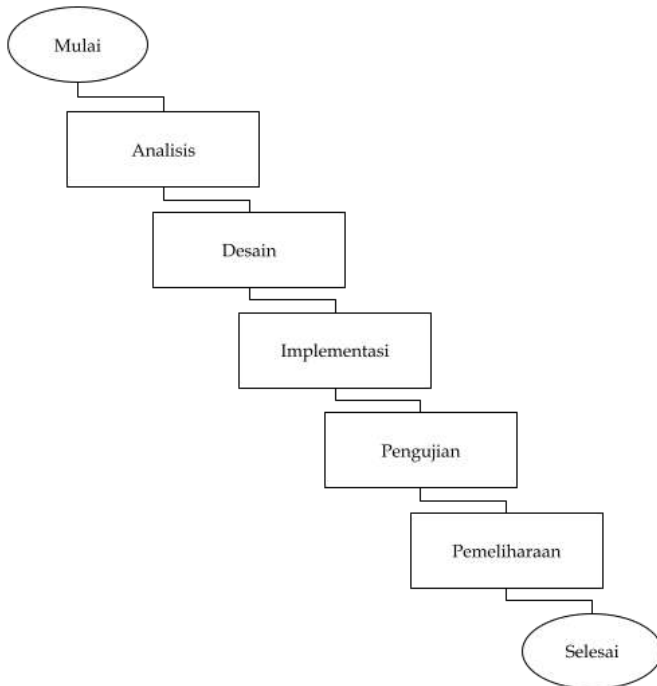 Mulai
Analisis
Desain
Implementasi
Pengujian
Pemeliharaan
Selesai